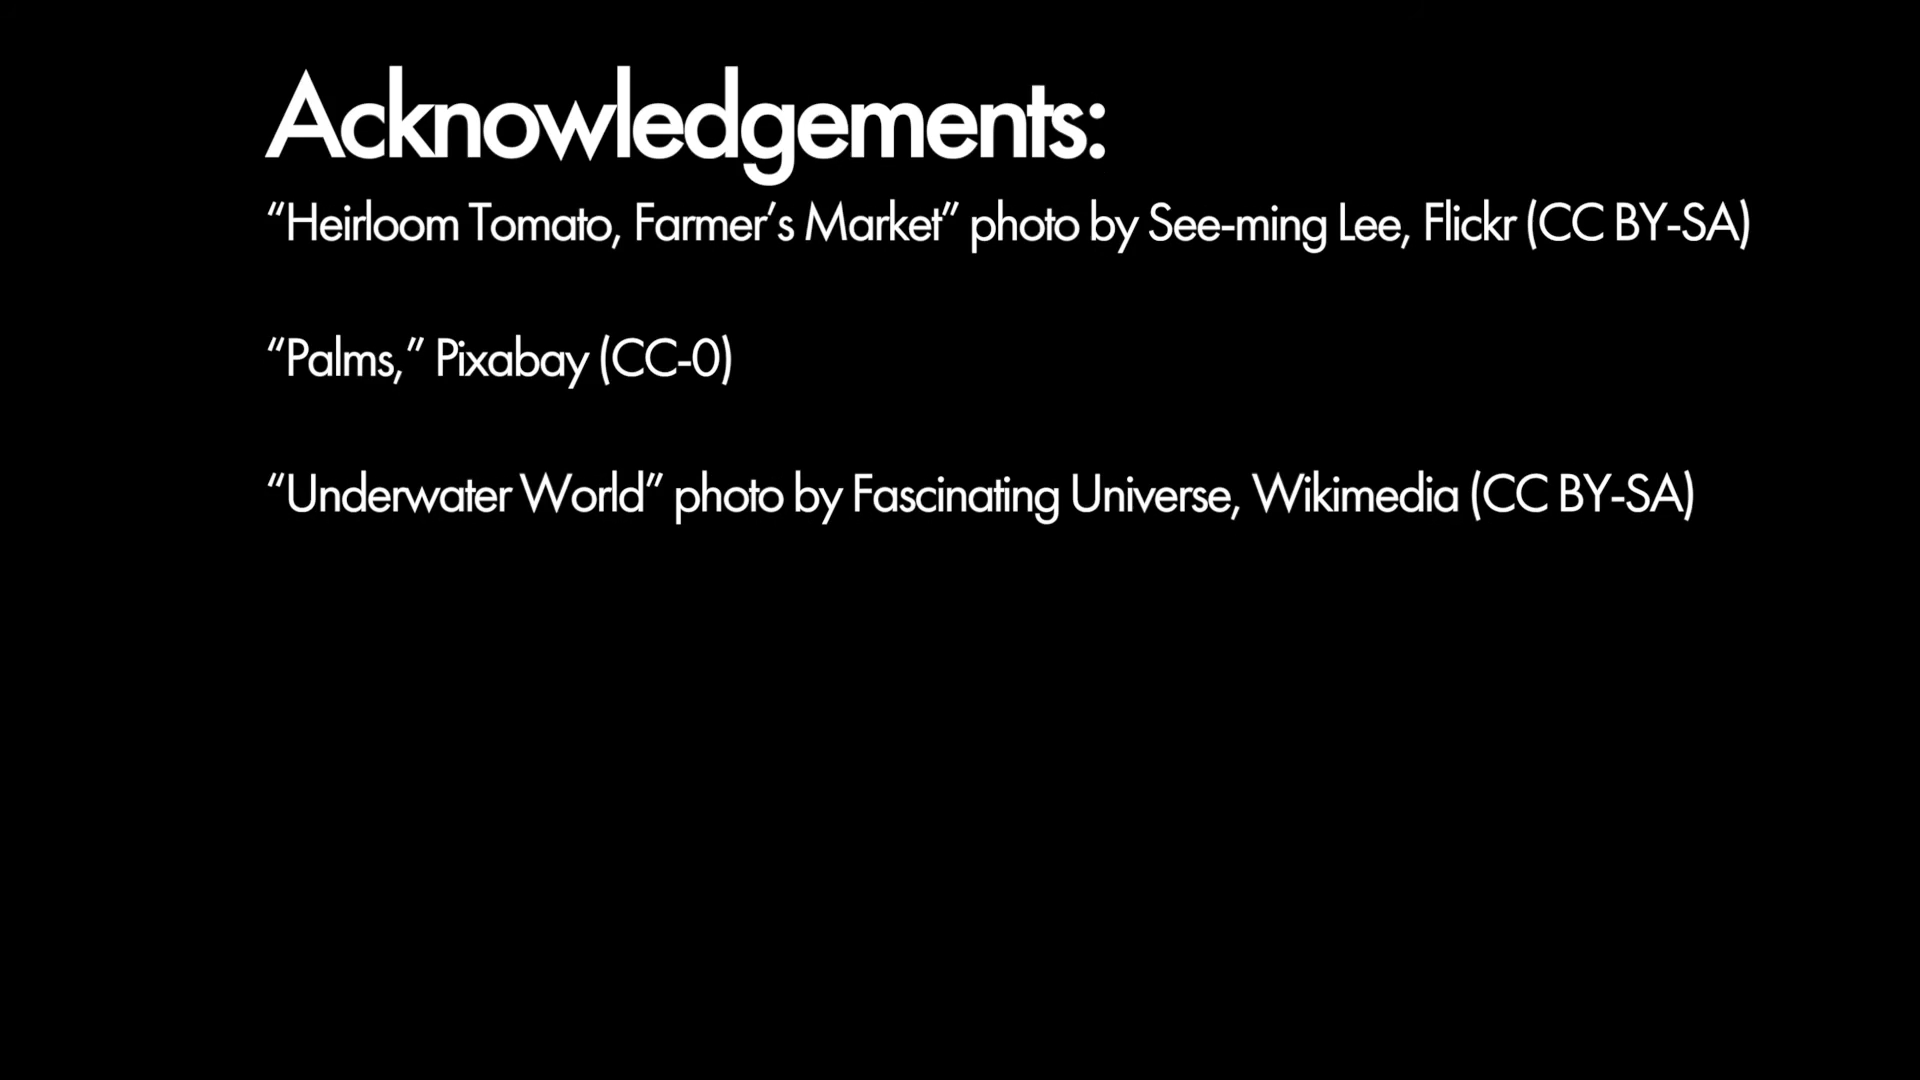 Acknowledgements:
“Heirloom Tomato, Farmer’s Market” photo by See-ming Lee, Flickr (CC BY-SA)
“Palms,” Pixabay (CC-0)
“Underwater World” photo by Fascinating Universe, Wikimedia (CC BY-SA)